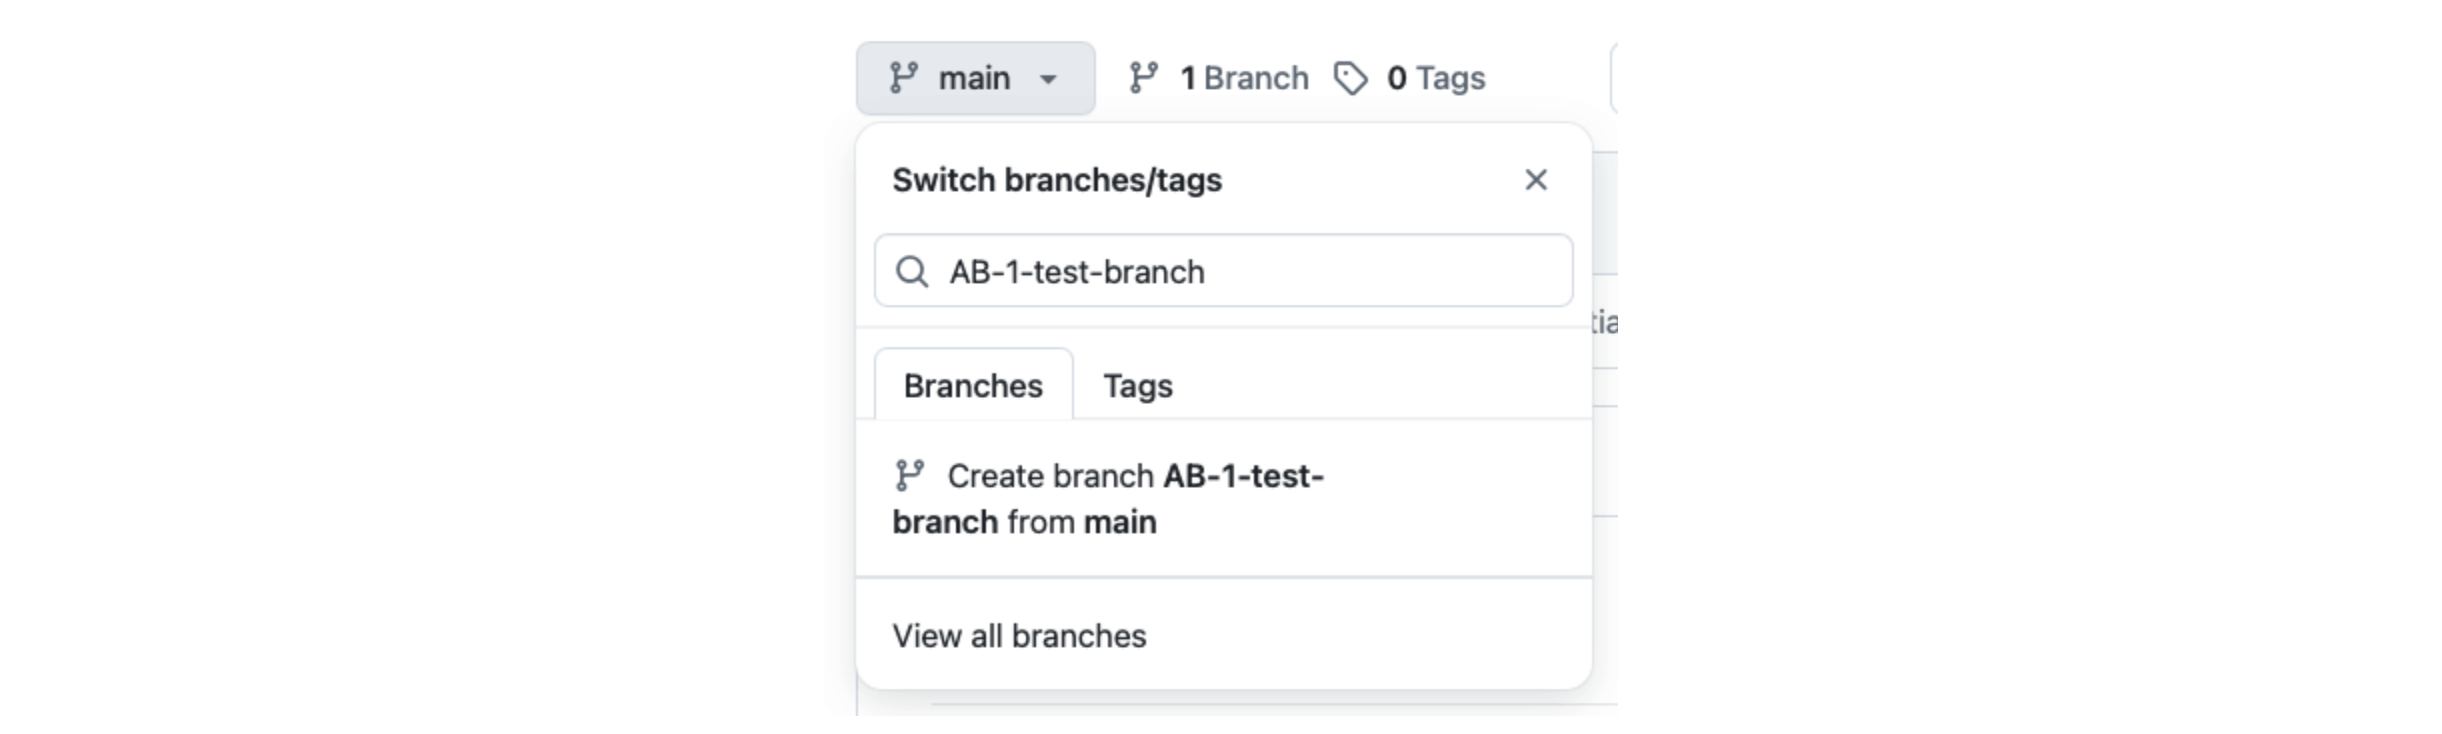 main 1 Branch 0 Tags
Switch branches/tags
AB-1-test-branch
Branches Tags
Create branch AB-1-test-
branch from main
View all branches